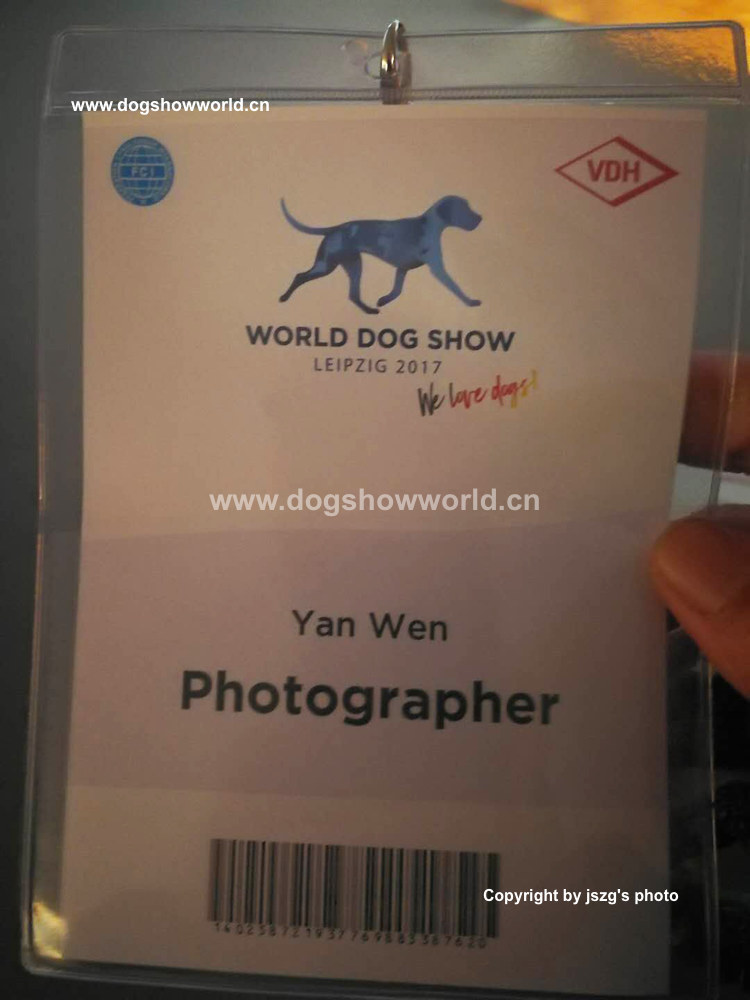 www.dogshowworld.cn
FCI
VDH
WORLD DOG SHOW
LEIPZIG 2017
We love dogs!
www.dogshowworld.cn
Yan Wen
Photographer
Copyright by jszg's photo